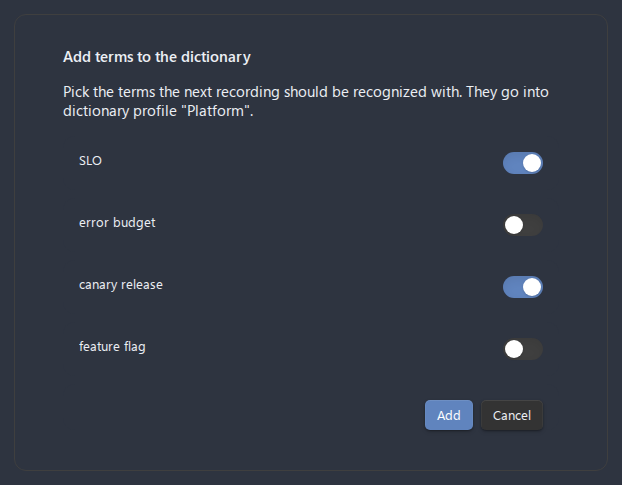 Add terms to the dictionary
Pick the terms the next recording should be recognized with. They go into
dictionary profile "Platform".
SLO
error budget
canary release
feature flag
Add
Cancel